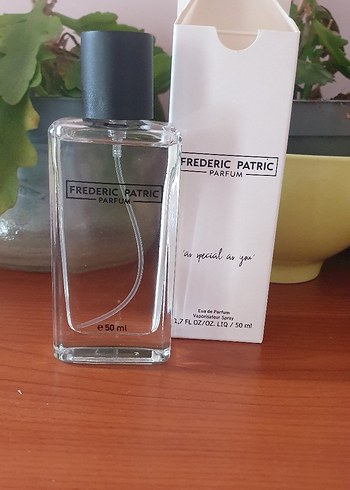 FREDERIC PATRIC
PARFUM
℮ 50 ml
FREDERIC PATRIC
PARFUM
"as special as you"
Eva de Parfum
Vaporisateur Spray
1,7 FL OZ/OZ. LIQ / 50 ml